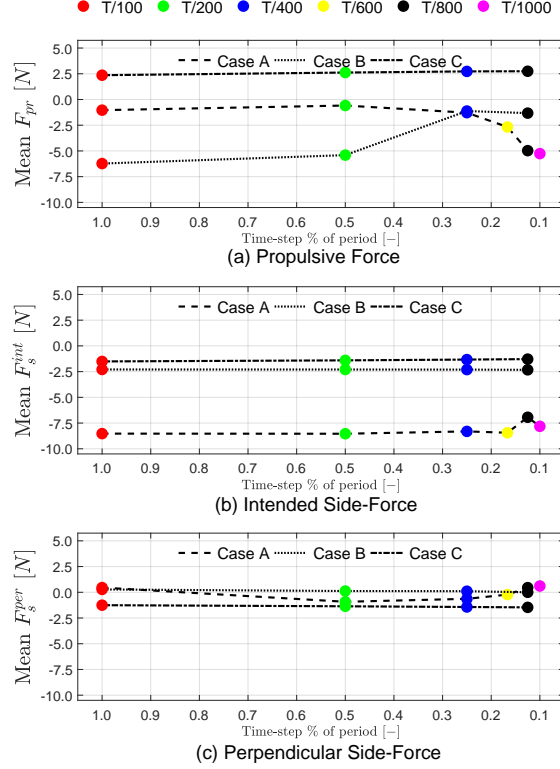 T/100 T/200 T/400 T/600 T/800 T/1000
Case A Case B Case C
Mean F_{pr} [N]
5.0
2.5
0.0
-2.5
-5.0
-7.5
-10.0
1.0 0.9 0.8 0.7 0.6 0.5 0.4 0.3 0.2 0.1
Time-step % of period [−]
(a) Propulsive Force
Case A Case B Case C
Mean F_s^{int} [N]
5.0
2.5
0.0
-2.5
-5.0
-7.5
-10.0
1.0 0.9 0.8 0.7 0.6 0.5 0.4 0.3 0.2 0.1
Time-step % of period [−]
(b) Intended Side-Force
Case A Case B Case C
Mean F_s^{per} [N]
5.0
2.5
0.0
-2.5
-5.0
-7.5
-10.0
1.0 0.9 0.8 0.7 0.6 0.5 0.4 0.3 0.2 0.1
Time-step % of period [−]
(c) Perpendicular Side-Force